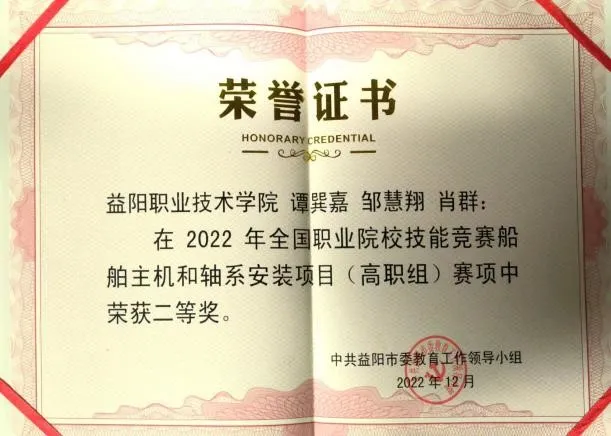 荣誉证书
HONORARY CREDENTIAL
益阳职业技术学院 谭巽嘉 邹慧翔 肖群：
在 2022 年全国职业院校技能竞赛船
舶主机和轴系安装项目（高职组）赛项中
荣获二等奖。
中共益阳市委教育工作领导小组
2022 年 12 月